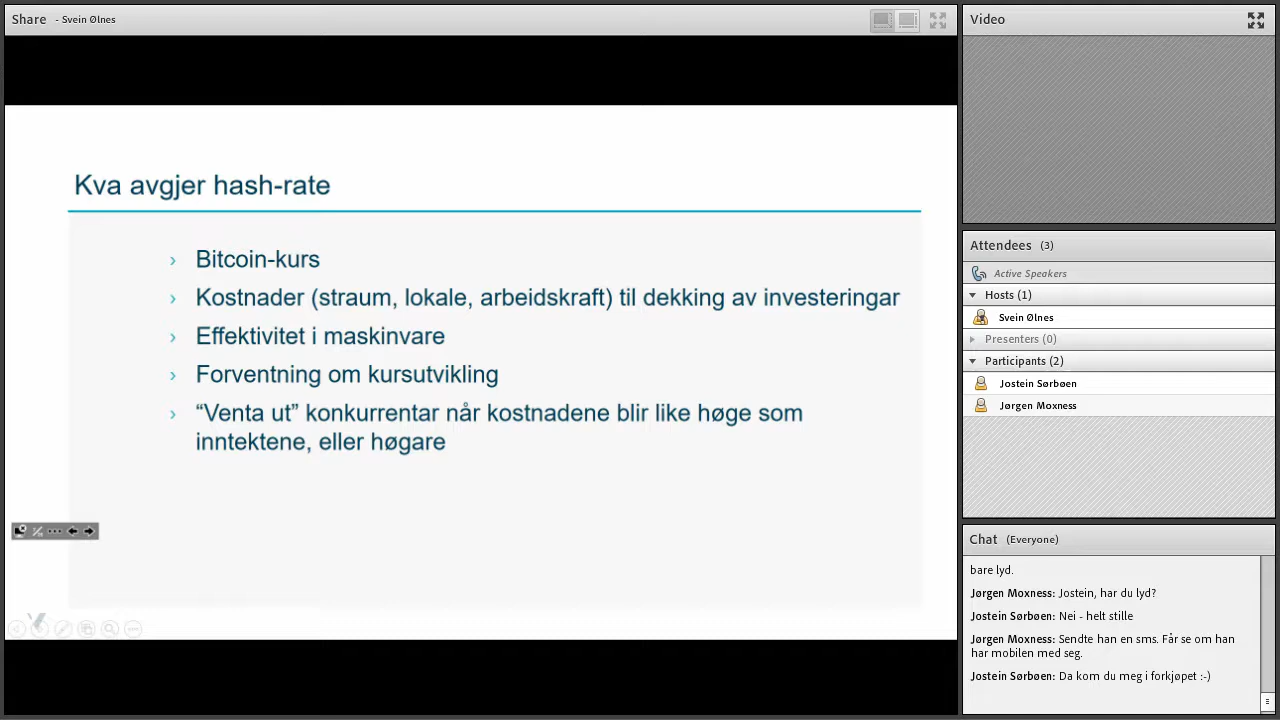 Share - Svein Ølnes
Kva avgjer hash-rate
› Bitcoin-kurs
› Kostnader (straum, lokale, arbeidskraft) til dekking av investeringar
› Effektivitet i maskinvare
› Forventning om kursutvikling
› “Venta ut” konkurrentar når kostnadene blir like høge som
inntektene, eller høgare
Video
Attendees (3)
Active Speakers
Hosts (1)
Svein Ølnes
Presenters (0)
Participants (2)
Jostein Sørbøen
Jørgen Moxness
Chat (Everyone)
bare lyd.
Jørgen Moxness: Jostein, har du lyd?
Jostein Sørbøen: Nei - helt stille
Jørgen Moxness: Sendte han en sms. Får se om han
har mobilen med seg.
Jostein Sørbøen: Da kom du meg i forkjøpet :-)